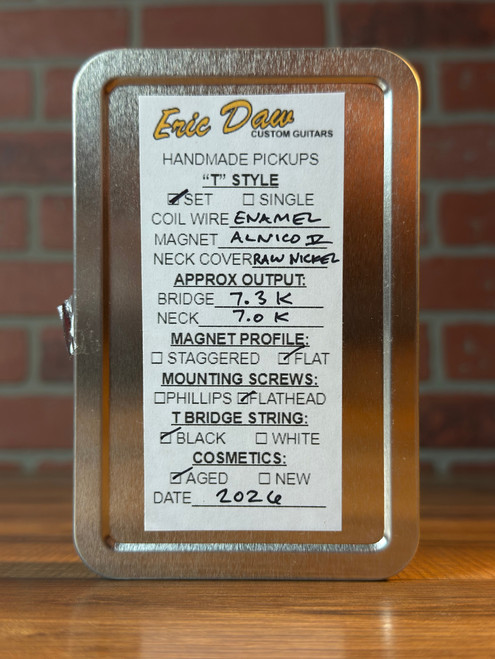 Eric Daw
CUSTOM GUITARS
HANDMADE PICKUPS
"T" STYLE
☑SET ☐ SINGLE
COIL WIRE ENAMEL
MAGNET ALNICO V
NECK COVER RAW NICKEL
APPROX OUTPUT:
BRIDGE 7.3 K
NECK 7.0 K
MAGNET PROFILE:
☐ STAGGERED ☑FLAT
MOUNTING SCREWS:
☐PHILLIPS ☑FLATHEAD
T BRIDGE STRING:
☑BLACK ☐ WHITE
COSMETICS:
☑AGED ☐ NEW
DATE 2026